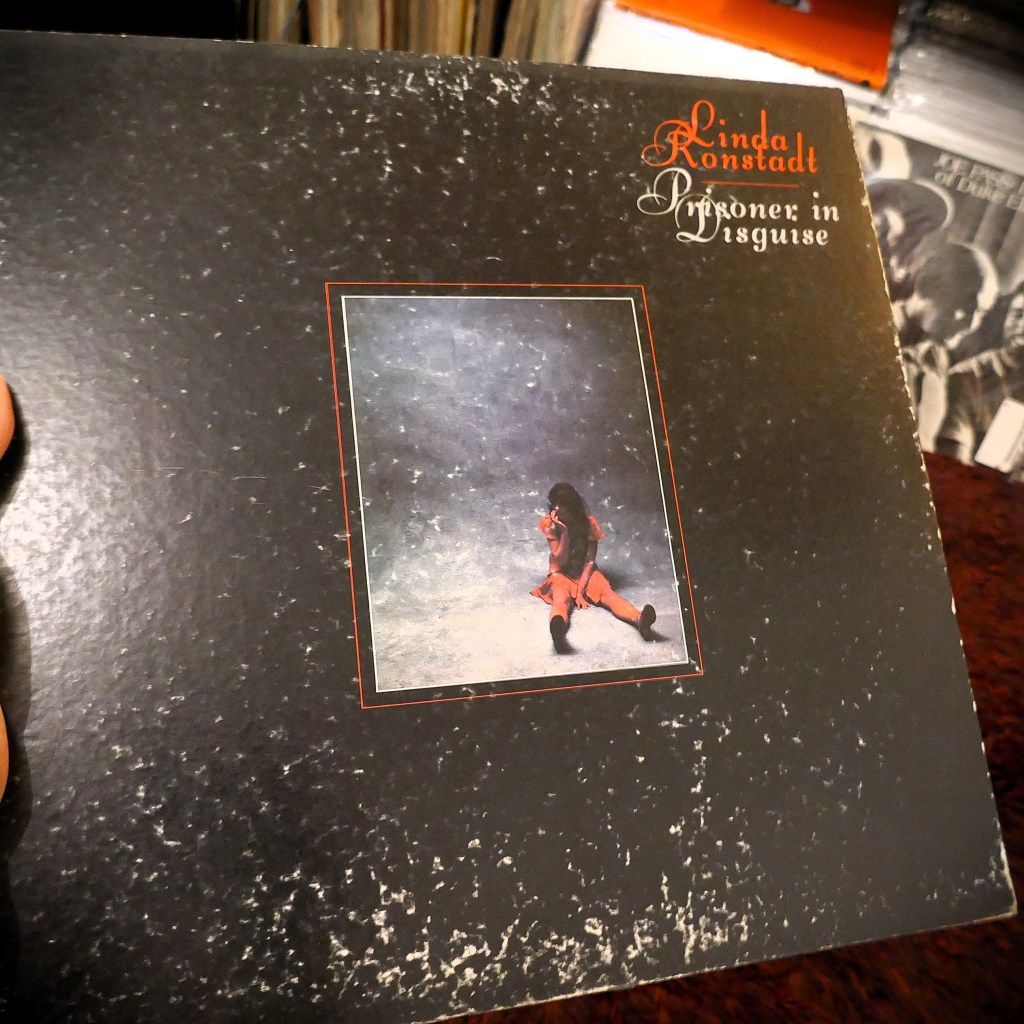 Linda
Ronstadt
Prisoner in
Disguise